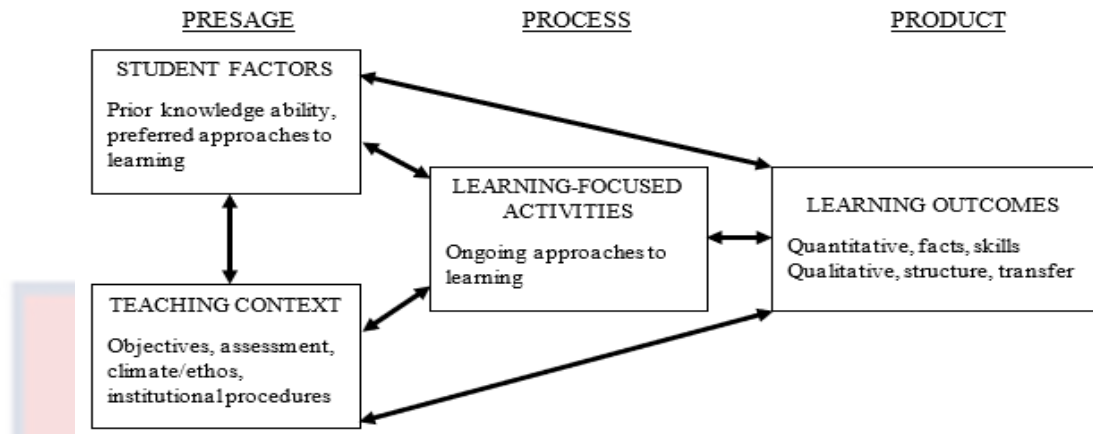 PRESAGE
PROCESS
PRODUCT
STUDENT FACTORS
Prior knowledge ability,
preferred approaches to
learning
LEARNING-FOCUSED
ACTIVITIES
Ongoing approaches to
learning
LEARNING OUTCOMES
Quantitative, facts, skills
Qualitative, structure, transfer
TEACHING CONTEXT
Objectives, assessment,
climate/ethos,
institutional procedures